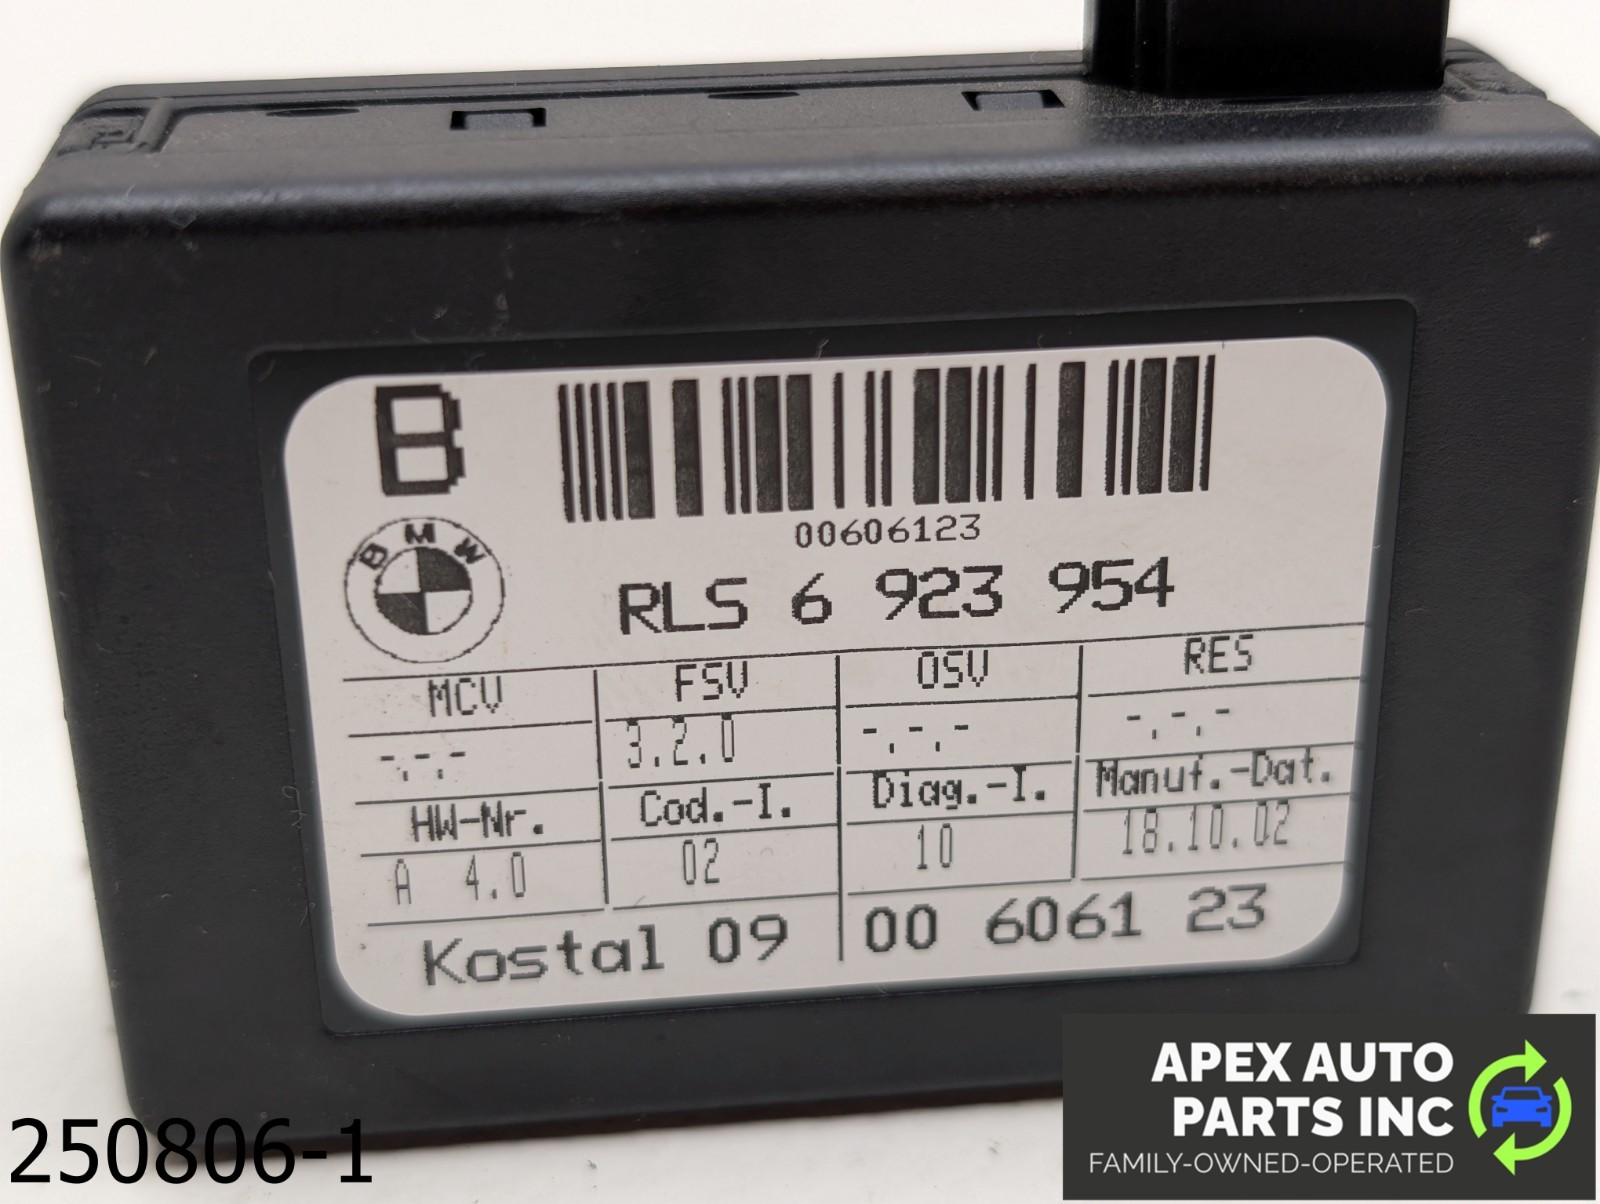 B
BMW
00606123
RLS 6 923 954
MCV FSV OSV RES
-.-.- 3.2.0 -.-.- -.-.-
HW-Nr. Cod.-I. Diag.-I. Manuf.-Dat.
A 4.0 02 10 18.10.02
Kostal 09 00 6061 23
250806-1
APEX AUTO
PARTS INC
FAMILY-OWNED-OPERATED